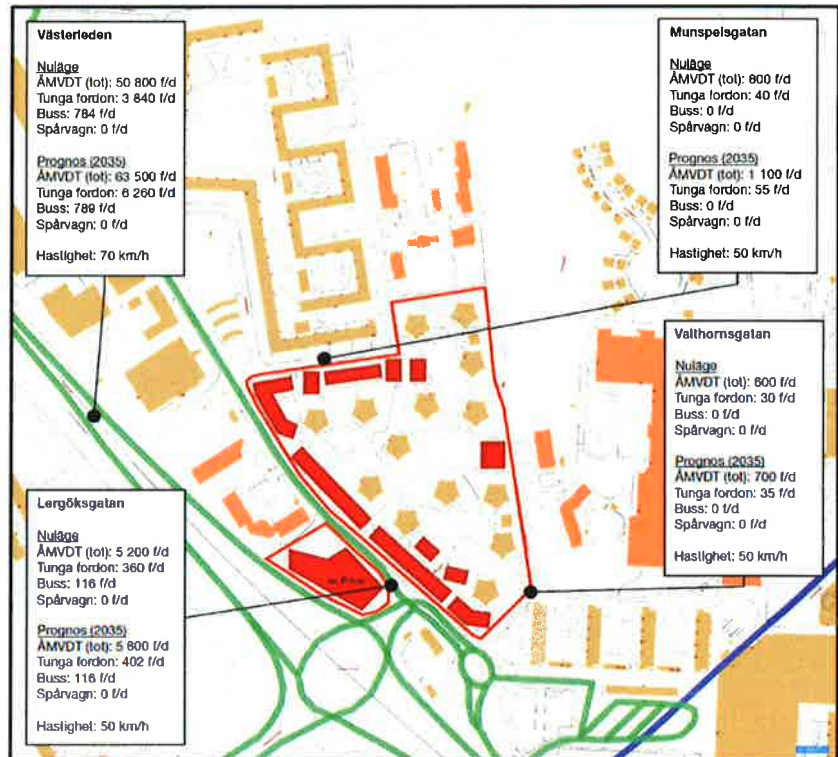 Västerleden
Nuläge
ÅMVDT (tot): 50 800 f/d
Tunga fordon: 3 840 f/d
Buss: 784 f/d
Spårvagn: 0 f/d
Prognos (2035)
ÅMVDT (tot): 63 500 f/d
Tunga fordon: 6 260 f/d
Buss: 789 f/d
Spårvagn: 0 f/d
Hastighet: 70 km/h
Munspelsgatan
Nuläge
ÅMVDT (tot): 800 f/d
Tunga fordon: 40 f/d
Buss: 0 f/d
Spårvagn: 0 f/d
Prognos (2035)
ÅMVDT (tot): 1 100 f/d
Tunga fordon: 55 f/d
Buss: 0 f/d
Spårvagn: 0 f/d
Hastighet: 50 km/h
Valthornsgatan
Nuläge
ÅMVDT (tot): 600 f/d
Tunga fordon: 30 f/d
Buss: 0 f/d
Spårvagn: 0 f/d
Prognos (2035)
ÅMVDT (tot): 700 f/d
Tunga fordon: 35 f/d
Buss: 0 f/d
Spårvagn: 0 f/d
Hastighet: 50 km/h
Lergöksgatan
Nuläge
ÅMVDT (tot): 5 200 f/d
Tunga fordon: 360 f/d
Buss: 116 f/d
Spårvagn: 0 f/d
Prognos (2035)
ÅMVDT (tot): 5 800 f/d
Tunga fordon: 402 f/d
Buss: 116 f/d
Spårvagn: 0 f/d
Hastighet: 50 km/h